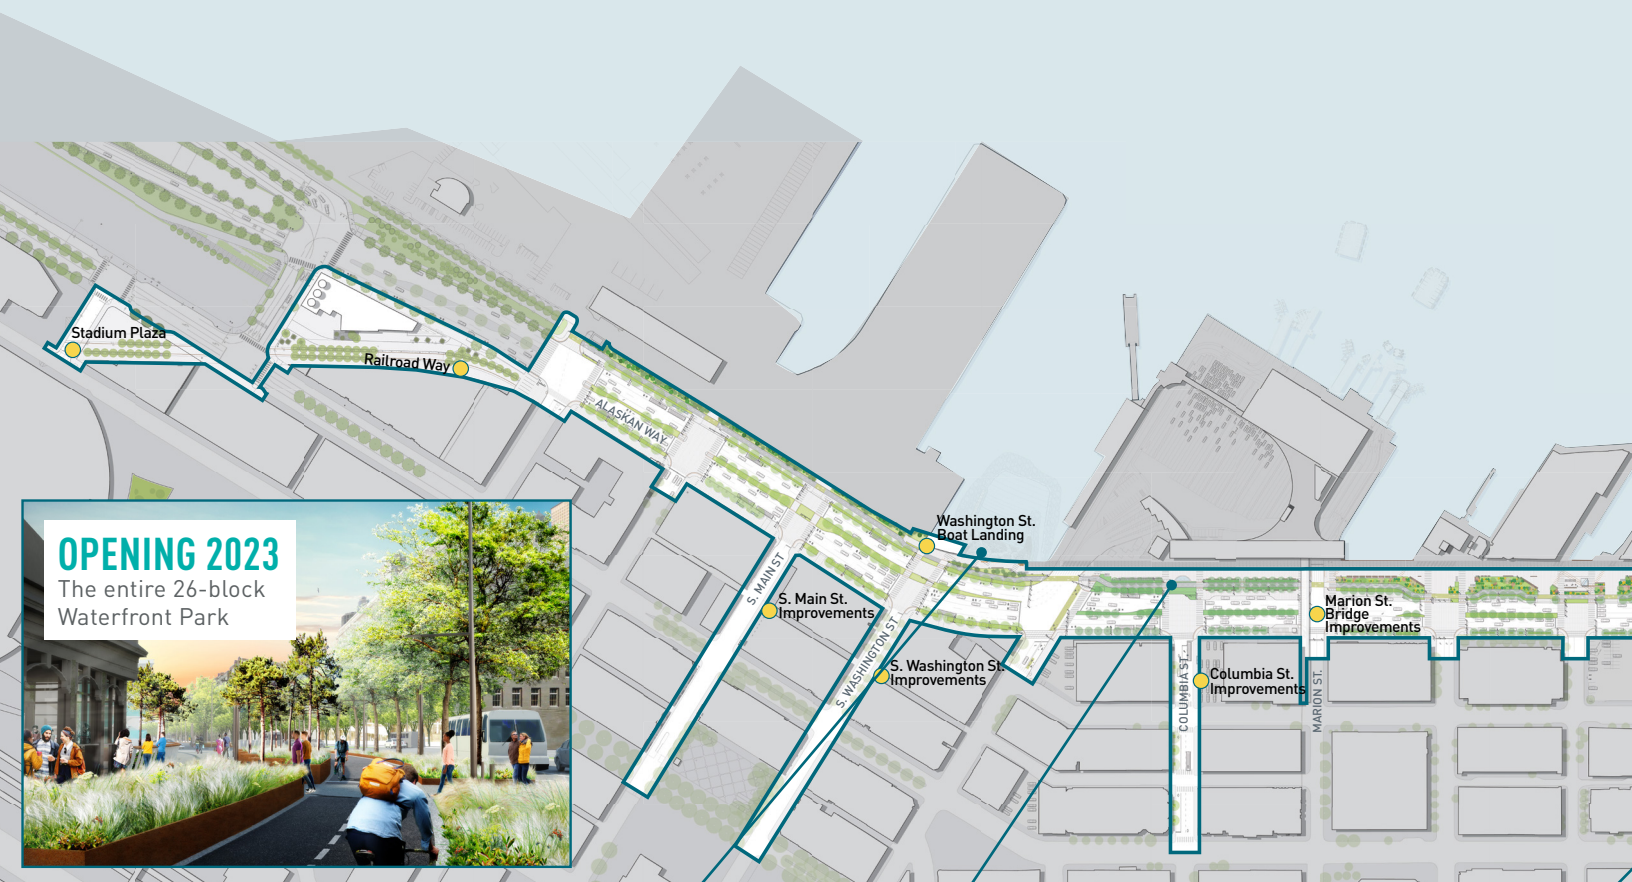 Stadium Plaza
Railroad Way
ALASKAN WAY
Washington St.
Boat Landing
S. MAIN ST
S. Main St.
Improvements
S. WASHINGTON ST
S. Washington St.
Improvements
COLUMBIA ST.
Columbia St.
Improvements
MARION ST.
Marion St.
Bridge
Improvements
OPENING 2023
The entire 26-block
Waterfront Park